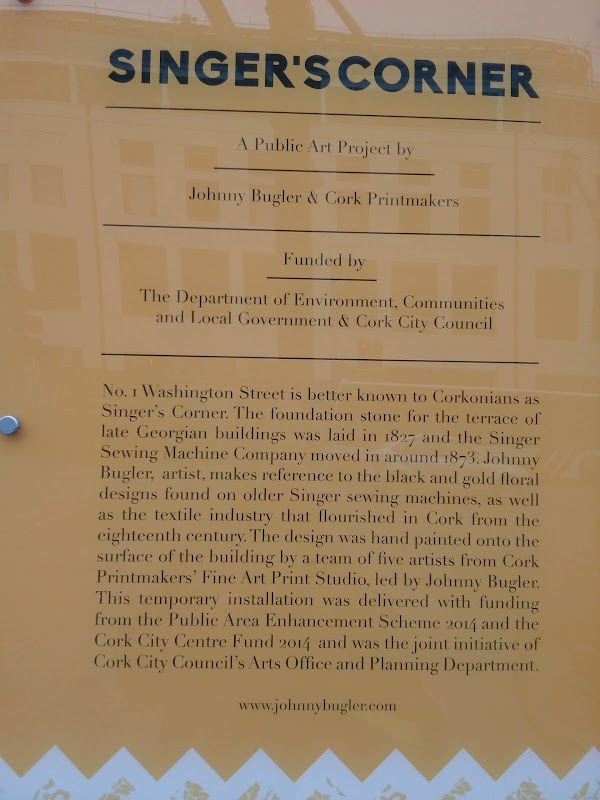 SINGER'S CORNER
A Public Art Project by
Johnny Bugler & Cork Printmakers
Funded by
The Department of Environment, Communities
and Local Government & Cork City Council
No. 1 Washington Street is better known to Corkonians as
Singer's Corner. The foundation stone for the terrace of
late Georgian buildings was laid in 1827 and the Singer
Sewing Machine Company moved in around 1873. Johnny
Bugler, artist, makes reference to the black and gold floral
designs found on older Singer sewing machines, as well
as the textile industry that flourished in Cork from the
eighteenth century. The design was hand painted onto the
surface of the building by a team of five artists from Cork
Printmakers' Fine Art Print Studio, led by Johnny Bugler.
This temporary installation was delivered with funding
from the Public Area Enhancement Scheme 2014 and the
Cork City Centre Fund 2014 and was the joint initiative of
Cork City Council's Arts Office and Planning Department.
www.johnnybugler.com